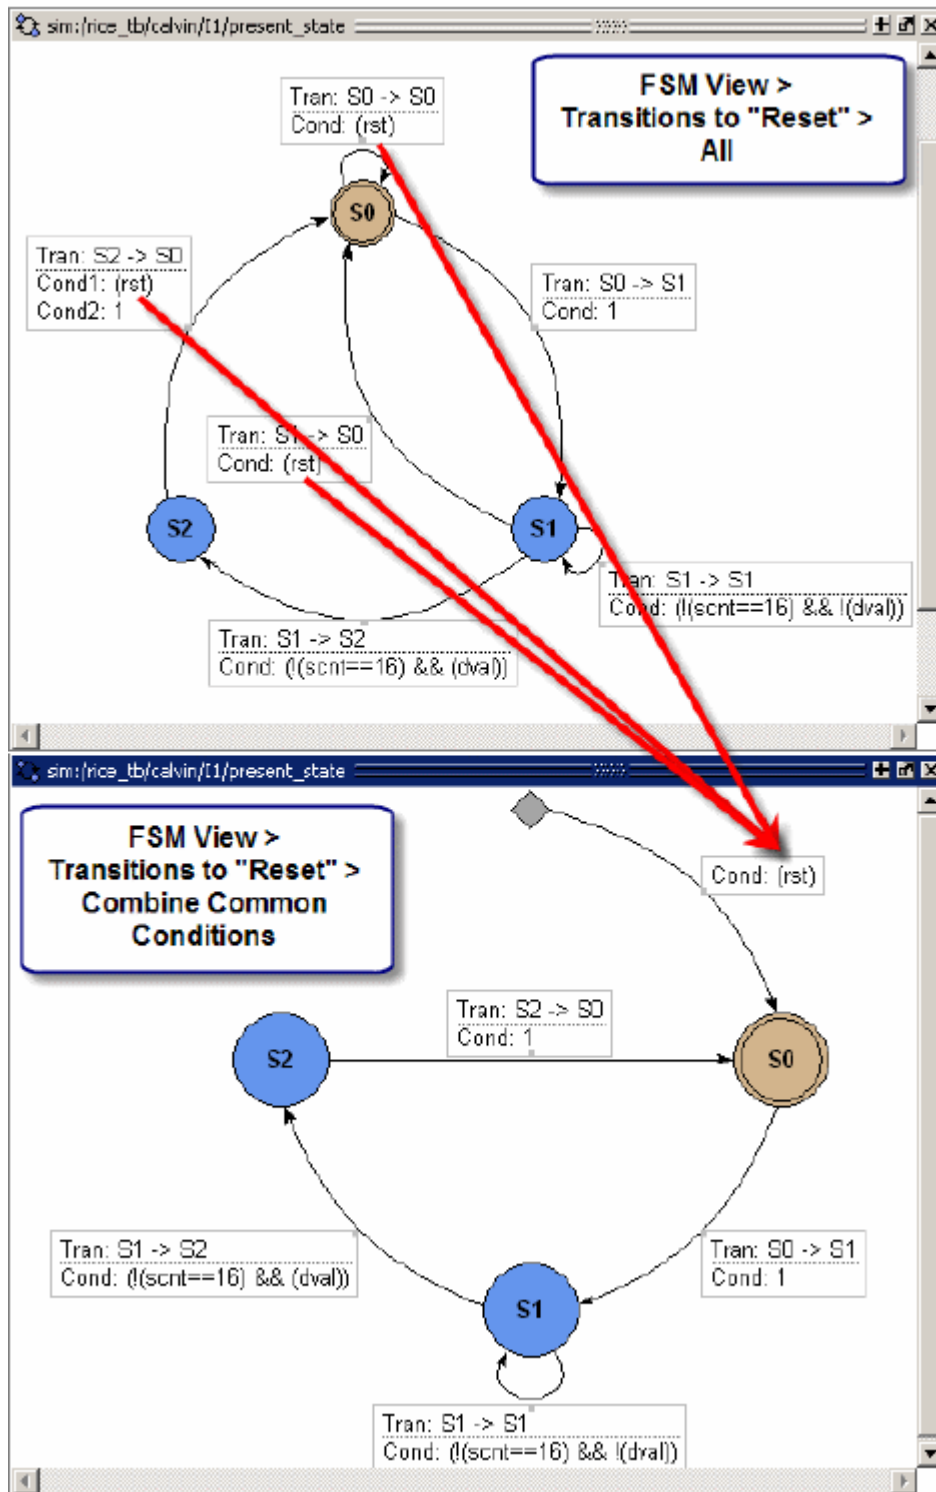 sim:/rice_tb/calvin/I1/present_state
FSM View >
Transitions to "Reset" >
All
Tran: S0 -> S0
Cond: (rst)
S0
Tran: S2 -> S0
Cond1: (rst)
Cond2: 1
Tran: S0 -> S1
Cond: 1
Tran: S1 -> S0
Cond: (rst)
S2
S1
Tran: S1 -> S1
Cond: (!(scnt==16) && !(dval))
Tran: S1 -> S2
Cond: (!(scnt==16) && (dval))
sim:/rice_tb/calvin/I1/present_state
FSM View >
Transitions to "Reset" >
Combine Common
Conditions
Cond: (rst)
Tran: S2 -> S0
Cond: 1
S2
S0
Tran: S1 -> S2
Cond: (!(scnt==16) && (dval))
Tran: S0 -> S1
Cond: 1
S1
Tran: S1 -> S1
Cond: (!(scnt==16) && !(dval))